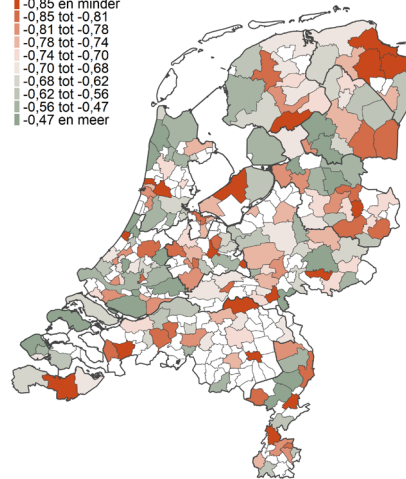 -0,85 en minder
-0,85 tot -0,81
-0,81 tot -0,78
-0,78 tot -0,74
-0,74 tot -0,70
-0,70 tot -0,68
-0,68 tot -0,62
-0,62 tot -0,56
-0,56 tot -0,47
-0,47 en meer